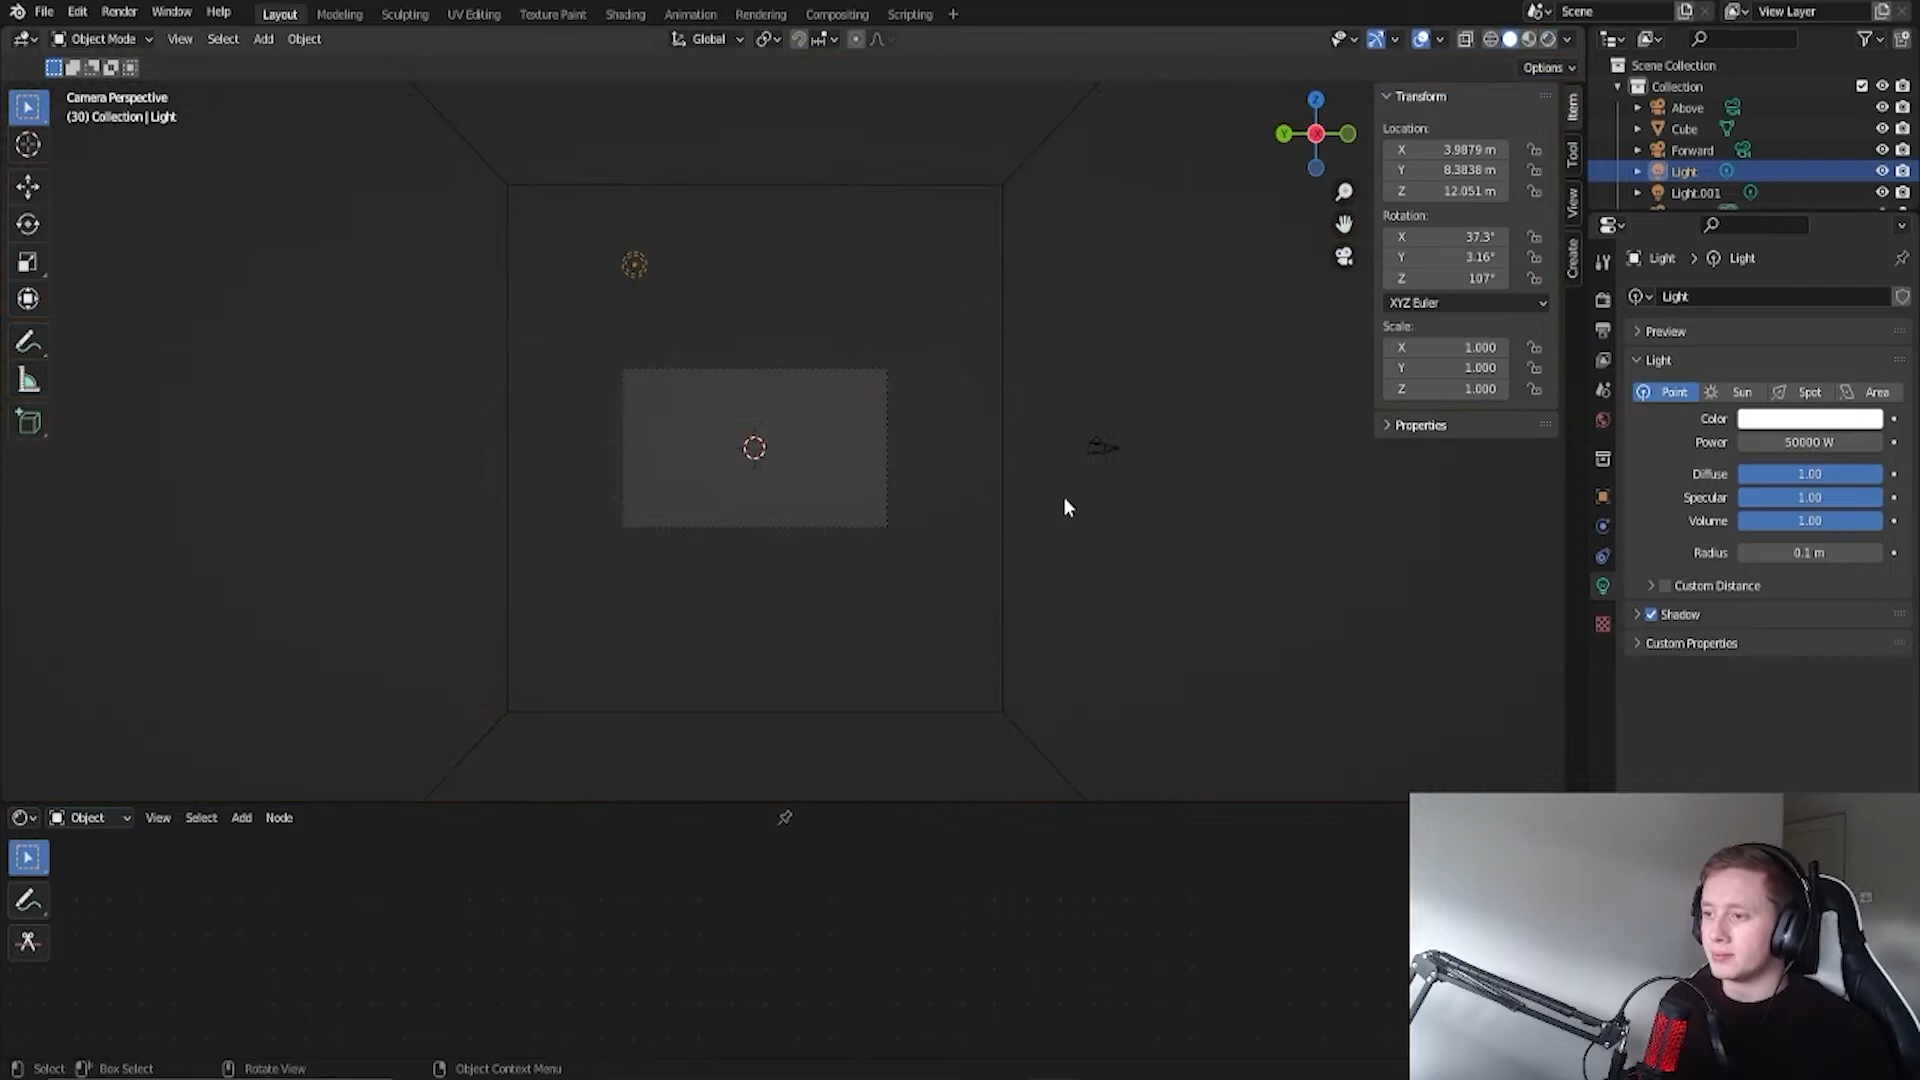 File Edit Render Window Help Layout Modeling Sculpting UV Editing Texture Paint Shading Animation Rendering Compositing Scripting + Scene View Layer
Object Mode View Select Add Object Global
Options
Camera Perspective
(30) Collection | Light
Transform
Location:
X 3.9879 m
Y 8.3838 m
Z 12.051 m
Rotation:
X 37.3°
Y 3.16°
Z 107°
XYZ Euler
Scale:
X 1.000
Y 1.000
Z 1.000
Properties
Item
Tool
View
Create
Z
Y
X
Scene Collection
Collection
Above
Cube
Forward
Light
Light.001
Light Light
Light
Preview
Light
Point Sun Spot Area
Color
Power 50000 W
Diffuse 1.00
Specular 1.00
Volume 1.00
Radius 0.1 m
Custom Distance
Shadow
Custom Properties
Object View Select Add Node
Select Box Select Rotate View Object Context Menu